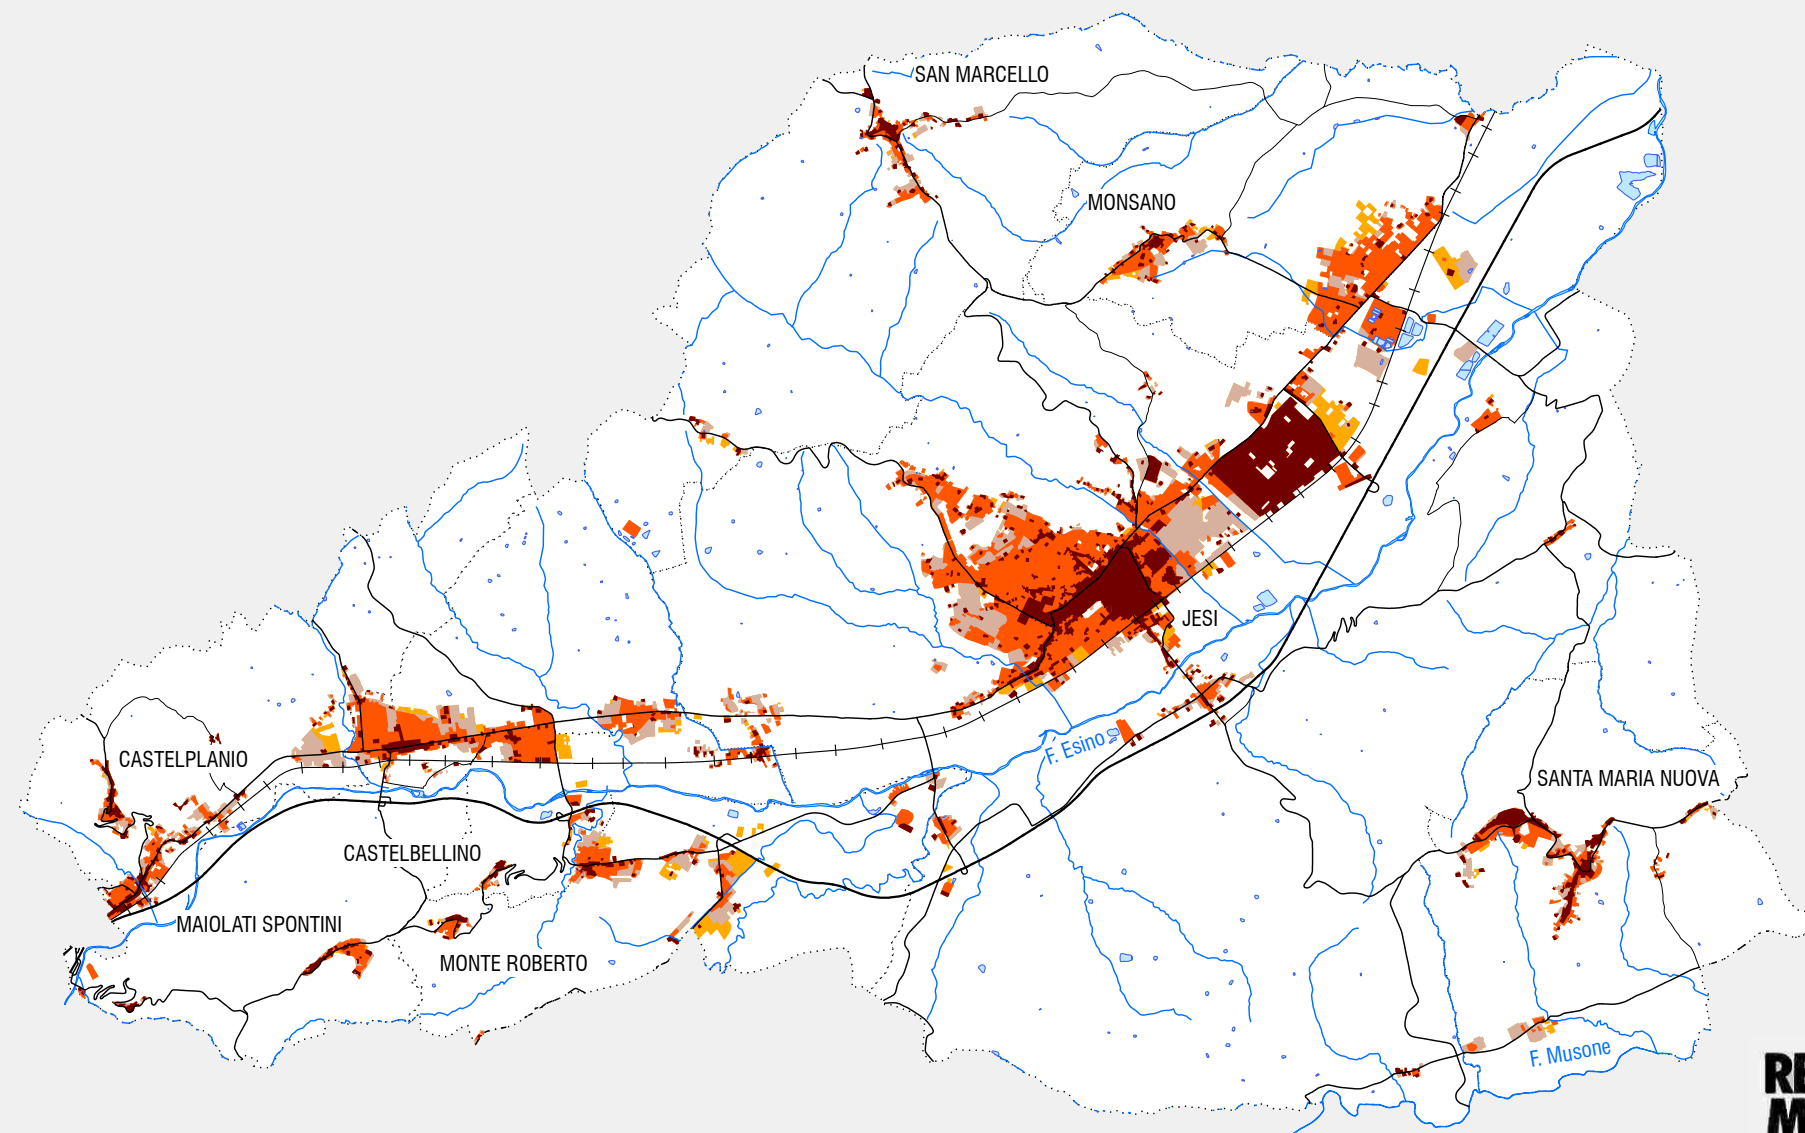 SAN MARCELLO
MONSANO
JESI
CASTELPLANIO
F. Esino
SANTA MARIA NUOVA
CASTELBELLINO
MAIOLATI SPONTINI
MONTE ROBERTO
F. Musone